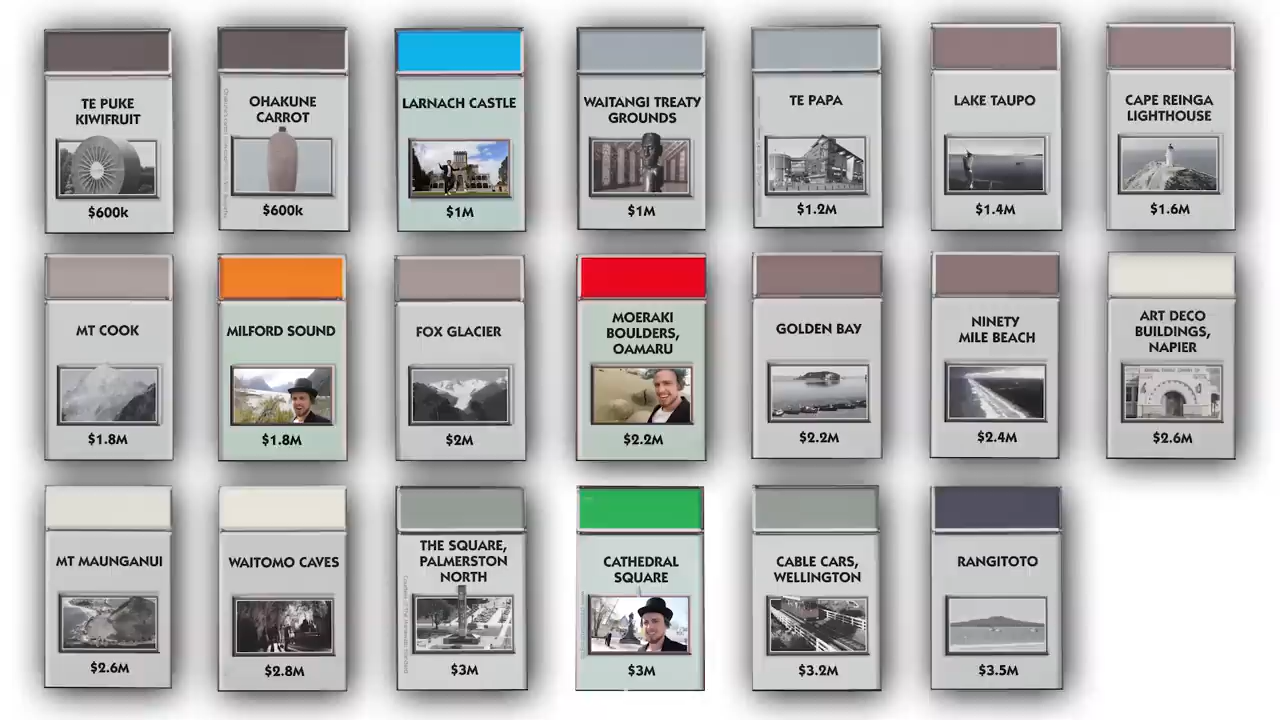 TE PUKE
KIWIFRUIT
$600k
OHAKUNE
CARROT
$600k
LARNACH CASTLE
$1M
WAITANGI TREATY
GROUNDS
$1M
TE PAPA
$1.2M
LAKE TAUPO
$1.4M
CAPE REINGA
LIGHTHOUSE
$1.6M
MT COOK
$1.8M
MILFORD SOUND
$1.8M
FOX GLACIER
$2M
MOERAKI
BOULDERS,
OAMARU
$2.2M
GOLDEN BAY
$2.2M
NINETY
MILE BEACH
$2.4M
ART DECO
BUILDINGS,
NAPIER
$2.6M
MT MAUNGANUI
$2.6M
WAITOMO CAVES
$2.8M
THE SQUARE,
PALMERSTON
NORTH
$3M
CATHEDRAL
SQUARE
$3M
CABLE CARS,
WELLINGTON
$3.2M
RANGITOTO
$3.5M